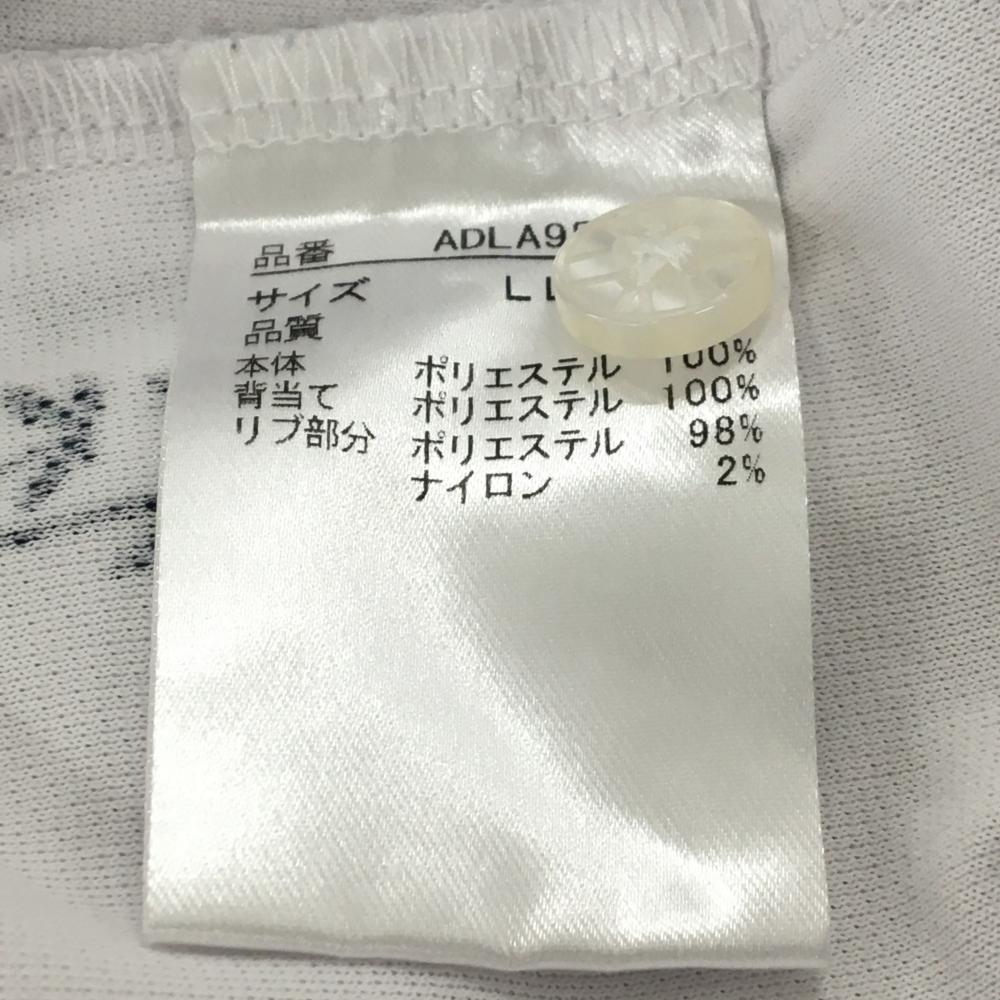 品番 ADLA95
サイズ LL
品質
本体 ポリエステル 100%
背当て ポリエステル 100%
リブ部分 ポリエステル 98%
ナイロン 2%